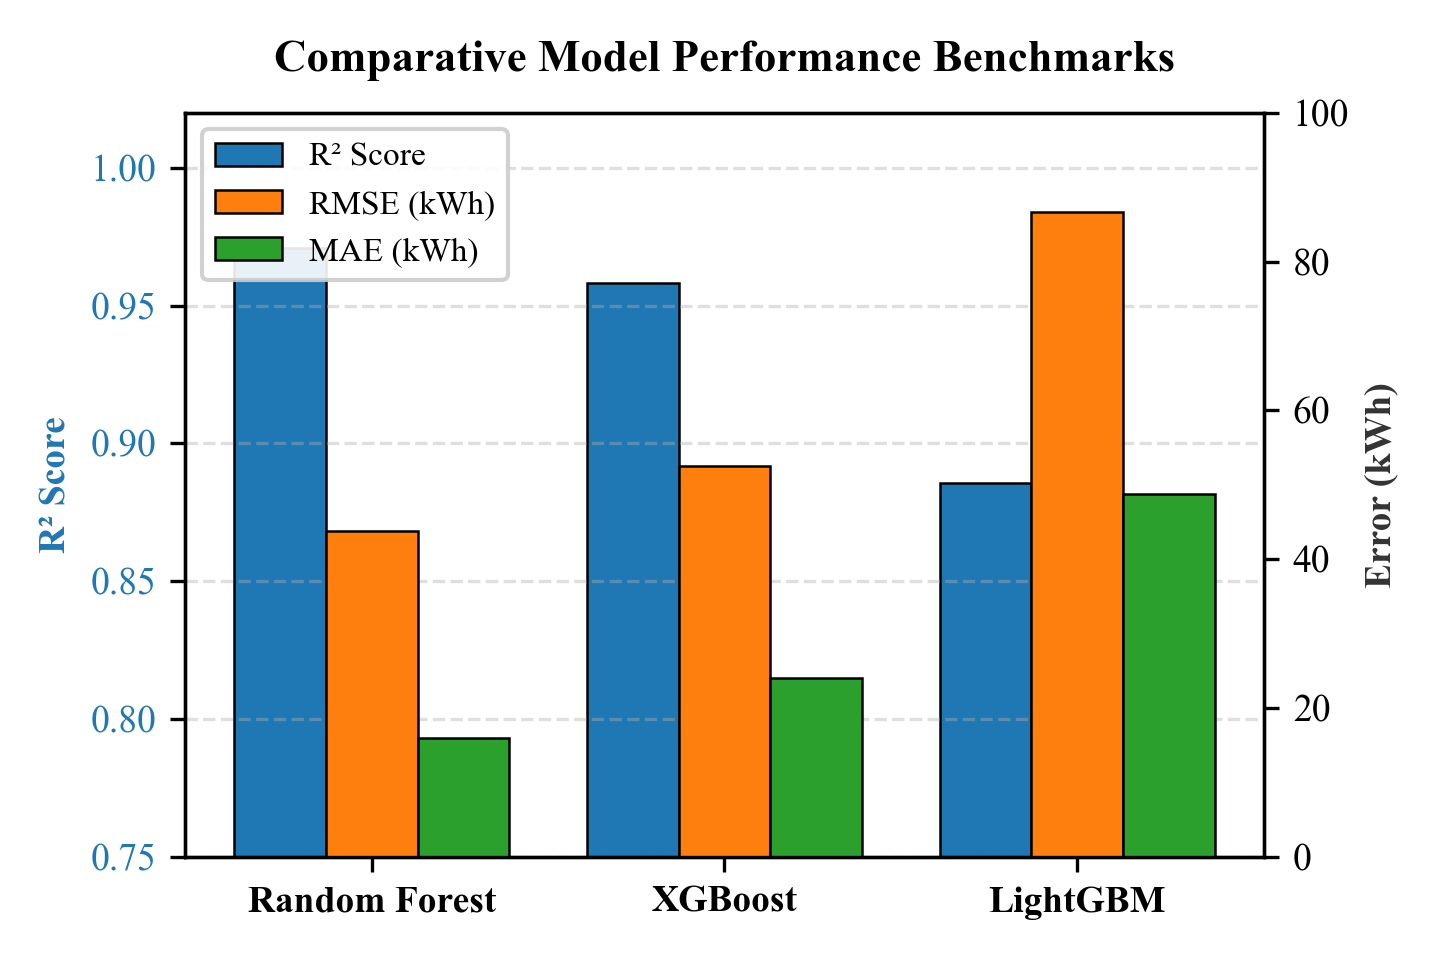 Comparative Model Performance Benchmarks
R² Score
RMSE (kWh)
MAE (kWh)
1.00
0.95
0.90
0.85
0.80
0.75
R² Score
100
80
60
40
20
0
Error (kWh)
Random Forest
XGBoost
LightGBM